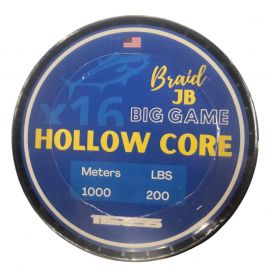 Braid
JB
x16
BIG GAME
HOLLOW CORE
Meters LBS
1000 200